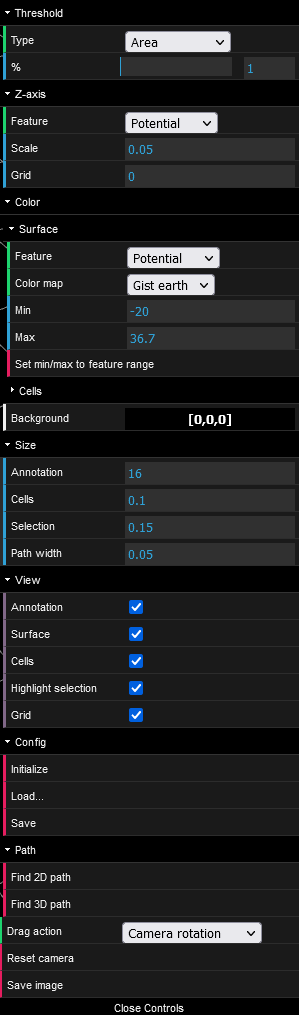 Threshold
Type Area
% 1
Z-axis
Feature Potential
Scale 0.05
Grid 0
Color
Surface
Feature Potential
Color map Gist earth
Min -20
Max 36.7
Set min/max to feature range
Cells
Background [0,0,0]
Size
Annotation 16
Cells 0.1
Selection 0.15
Path width 0.05
View
Annotation
Surface
Cells
Highlight selection
Grid
Config
Initialize
Load...
Save
Path
Find 2D path
Find 3D path
Drag action Camera rotation
Reset camera
Save image
Close Controls